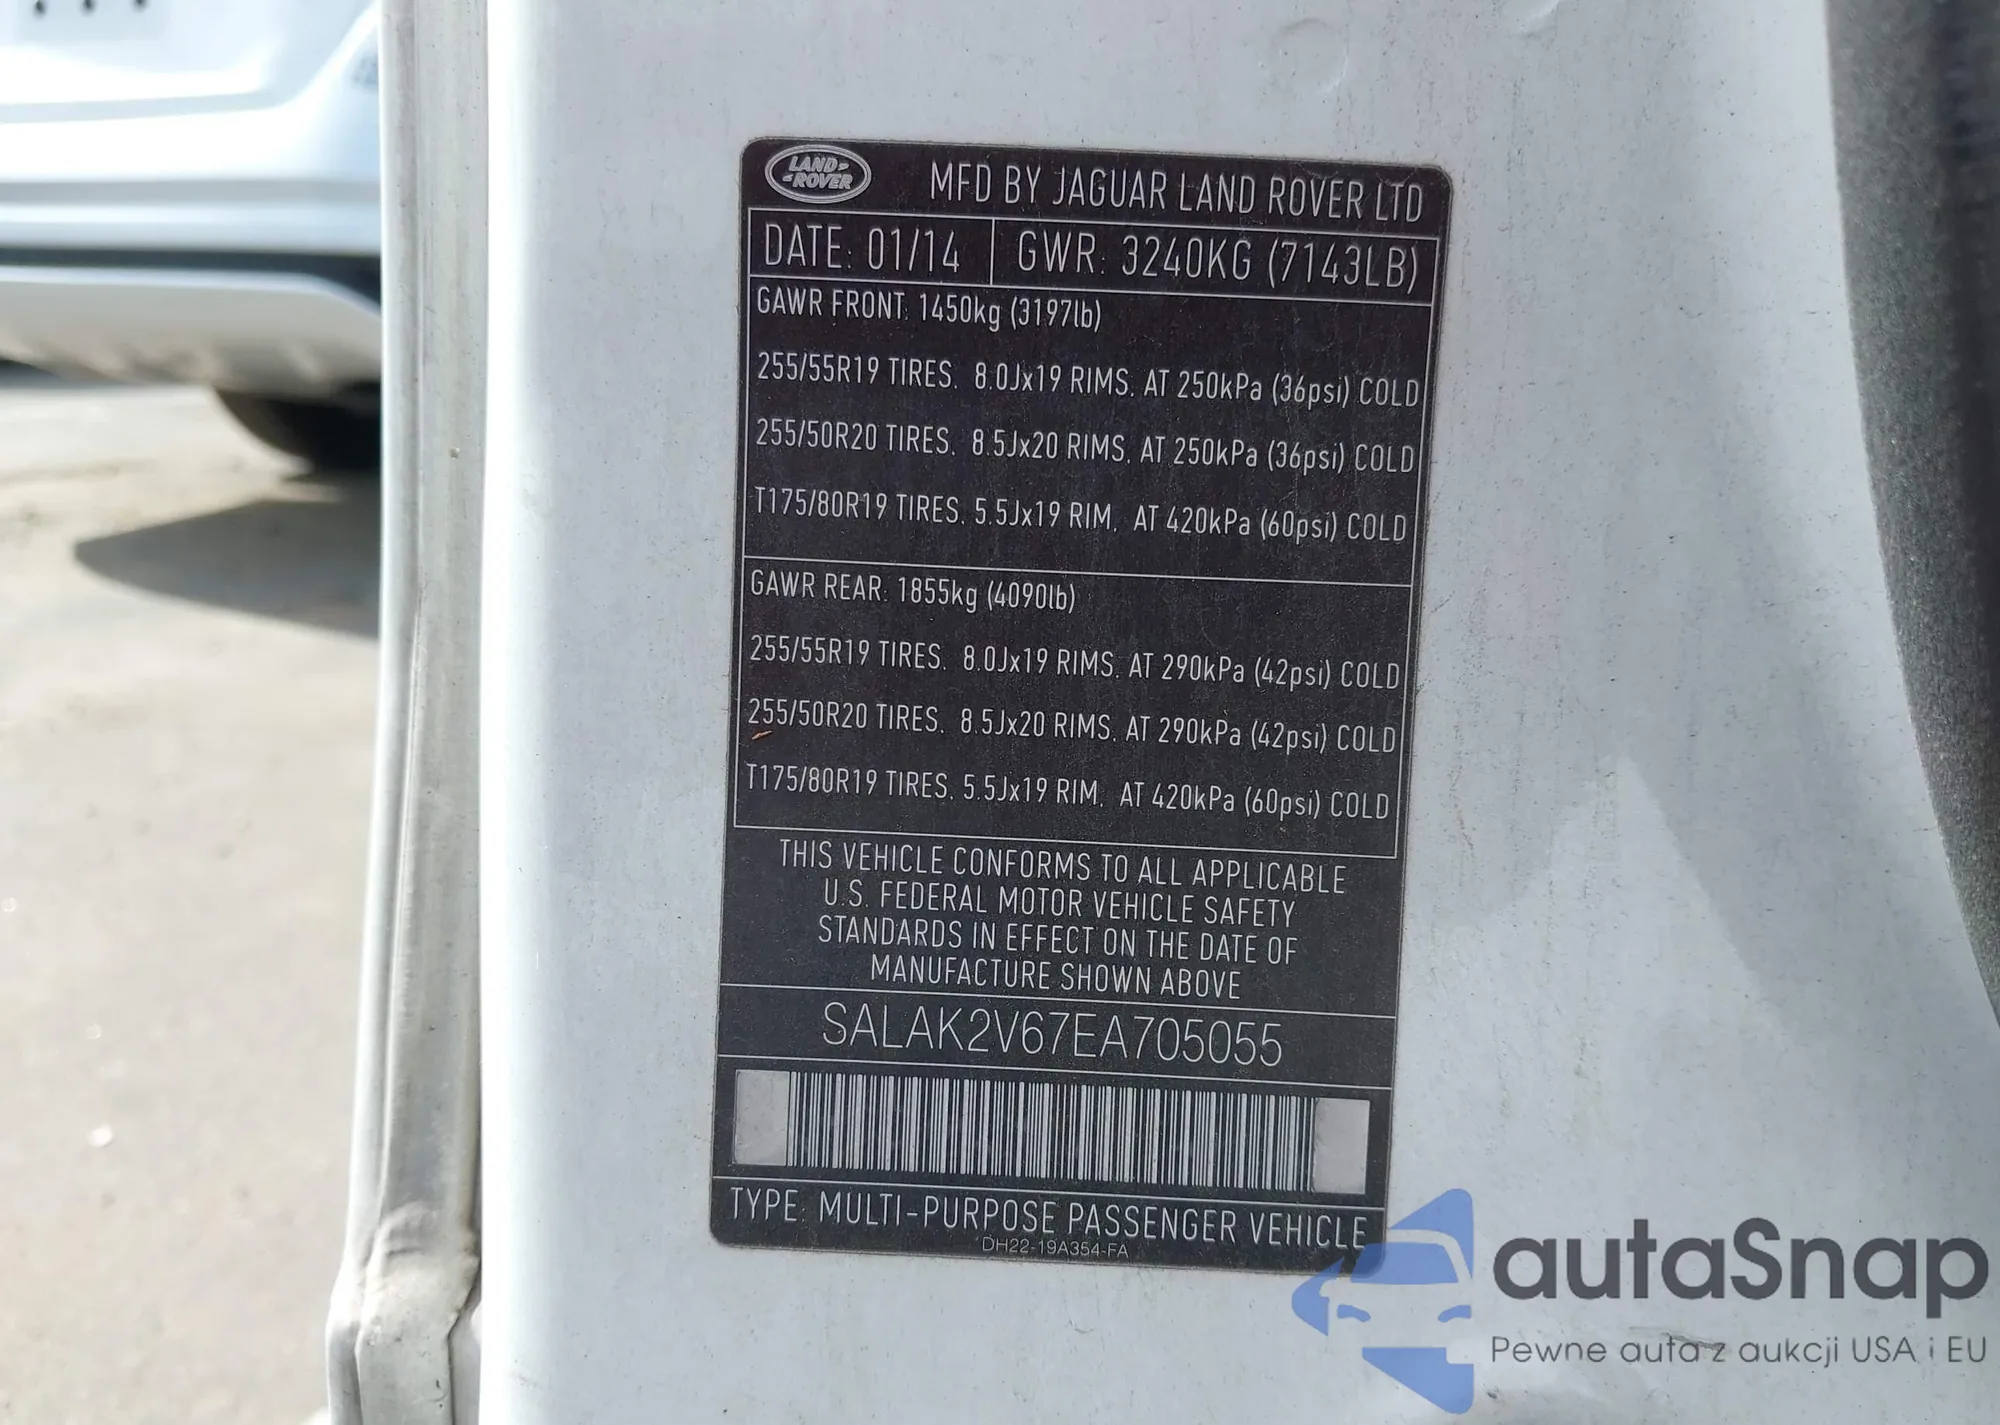 LAND
ROVER
MFD BY JAGUAR LAND ROVER LTD
DATE: 01/14 GWR: 3240KG (7143LB)
GAWR FRONT: 1450kg (3197lb)
255/55R19 TIRES. 8.0Jx19 RIMS. AT 250kPa (36psi) COLD
255/50R20 TIRES. 8.5Jx20 RIMS. AT 250kPa (36psi) COLD
T175/80R19 TIRES. 5.5Jx19 RIM. AT 420kPa (60psi) COLD
GAWR REAR: 1855kg (4090lb)
255/55R19 TIRES. 8.0Jx19 RIMS. AT 290kPa (42psi) COLD
255/50R20 TIRES. 8.5Jx20 RIMS. AT 290kPa (42psi) COLD
T175/80R19 TIRES. 5.5Jx19 RIM. AT 420kPa (60psi) COLD
THIS VEHICLE CONFORMS TO ALL APPLICABLE
U.S. FEDERAL MOTOR VEHICLE SAFETY
STANDARDS IN EFFECT ON THE DATE OF
MANUFACTURE SHOWN ABOVE
SALAK2V67EA705055
TYPE: MULTI-PURPOSE PASSENGER VEHICLE
DH22-19A354-FA
autaSnap
Pewne auta z aukcji USA i EU